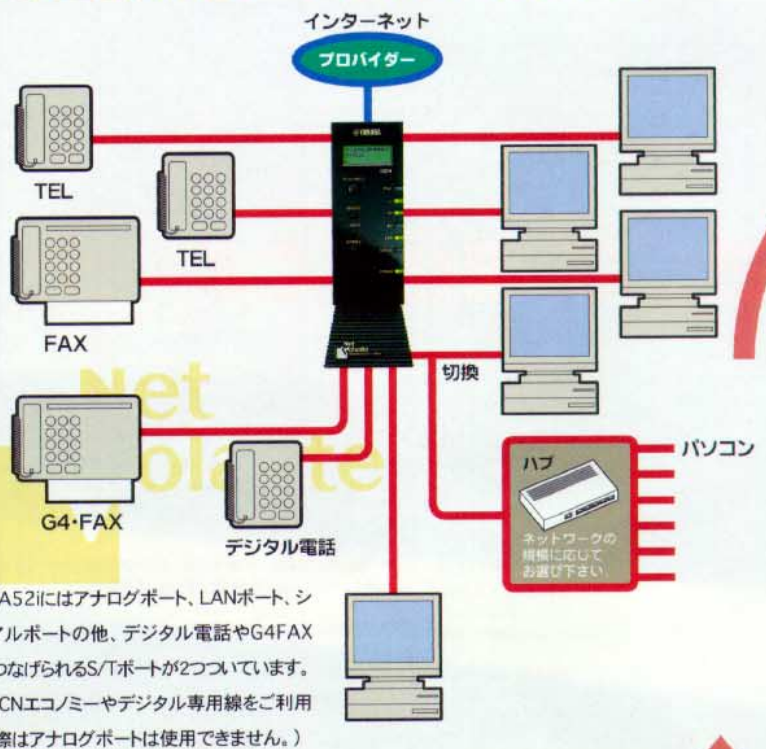 インターネット
プロバイダー
YAMAHA
TEL
TEL
FAX
Net
Volante
切換
ハブ
パソコン
ネットワークの
規模に応じて
お選び下さい
Net
Volante
G4・FAX
デジタル電話
A52iにはアナログポート、LANポート、シ
アルポートの他、デジタル電話やG4FAX
つなげられるS/Tポートが2つついています。
CNエコノミーやデジタル専用線をご利用
際はアナログポートは使用できません。）